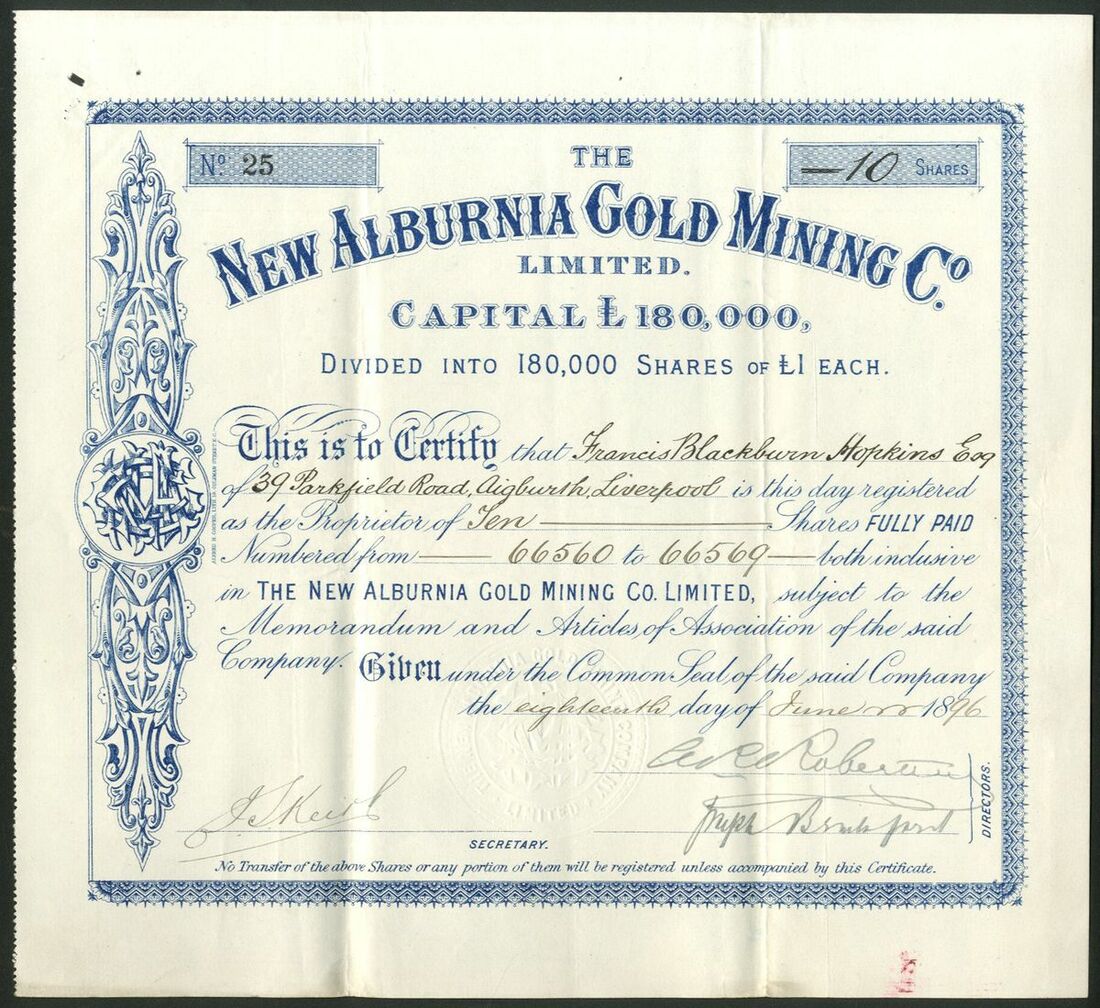 No. 25
THE
— 10 SHARES
NEW ALBURNIA GOLD MINING Co.
LIMITED.
CAPITAL £180,000,
DIVIDED INTO 180,000 SHARES OF £1 EACH.
This is to Certify that Francis Blackburn Hopkins Esq
of 39 Parkfield Road, Aigburth, Liverpool is this day registered
as the Proprietor of Ten — Shares FULLY PAID
Numbered from — 66560 to 66569 — both inclusive
in THE NEW ALBURNIA GOLD MINING CO. LIMITED, subject to the
Memorandum and Articles of Association of the said
Company. Given under the Common Seal of the said Company
the eighteenth day of June 1896
J S Keith
Joseph
DIRECTORS.
SECRETARY.
No Transfer of the above Shares or any portion of them will be registered unless accompanied by this Certificate.